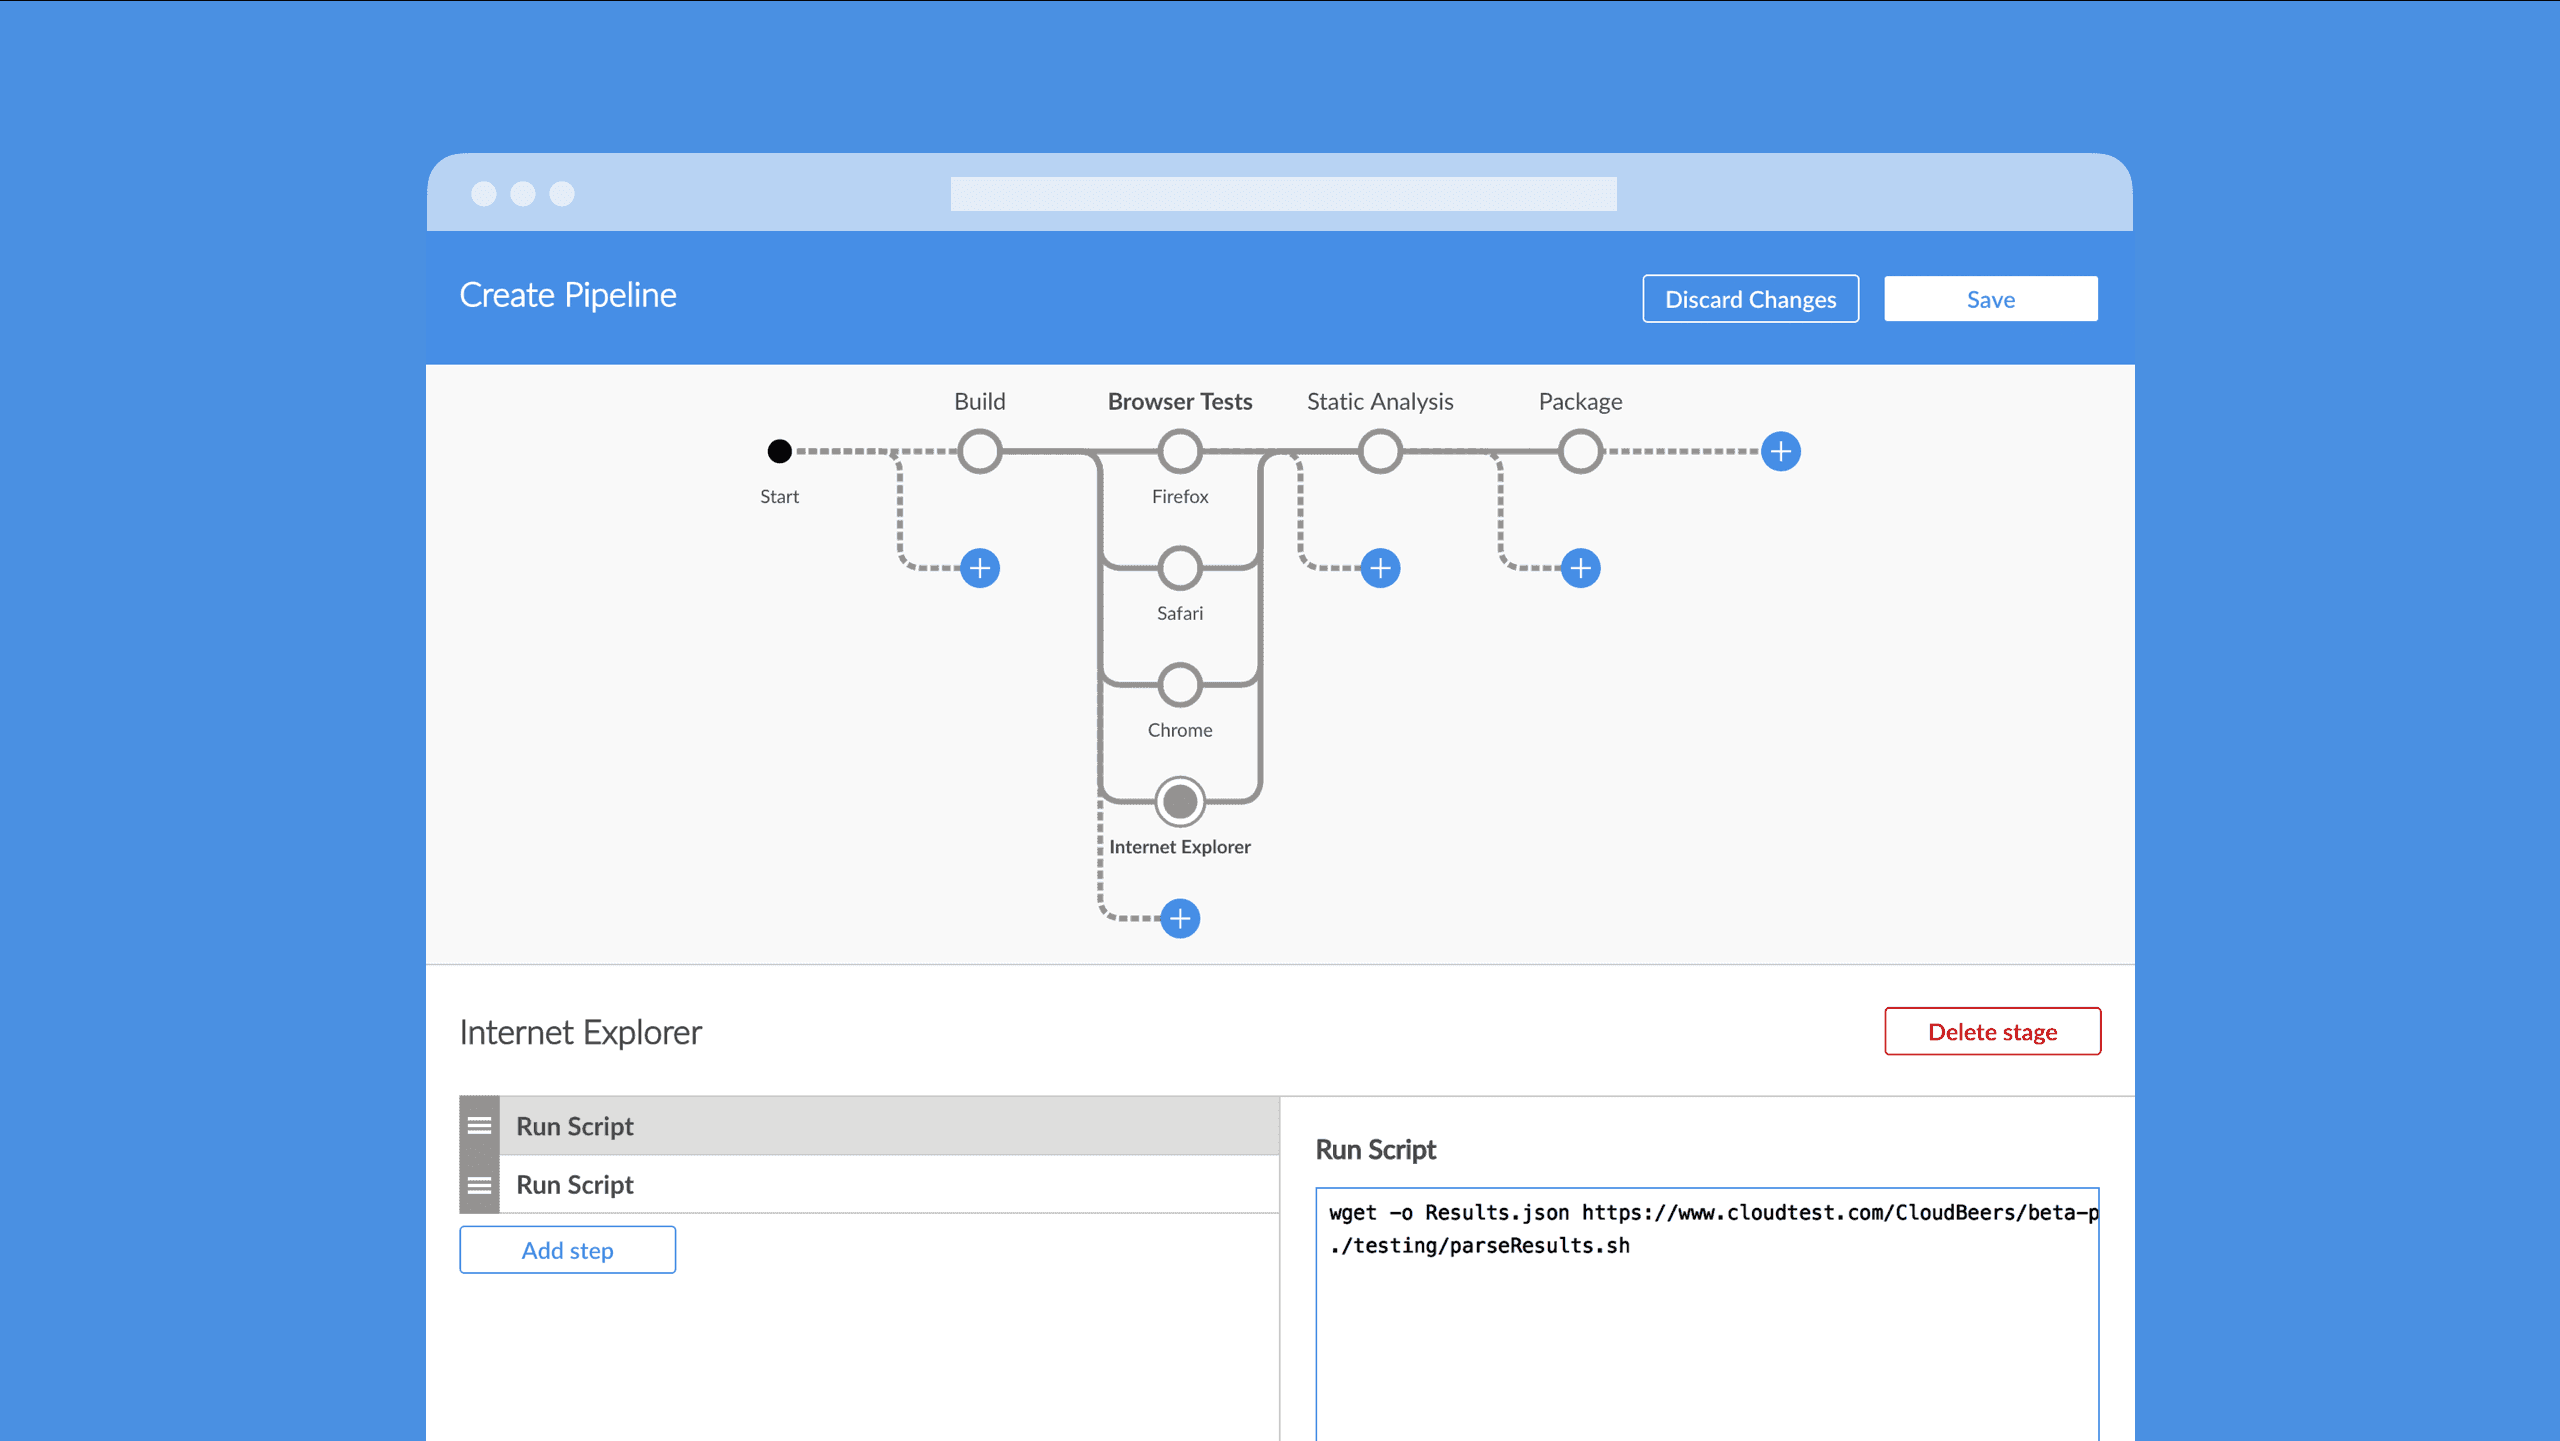 Create Pipeline
Discard Changes
Save
Build
Browser Tests
Static Analysis
Package
Start
Firefox
Safari
Chrome
Internet Explorer
Internet Explorer
Delete stage
Run Script
Run Script
Add step
Run Script
wget -o Results.json https://www.cloudtest.com/CloudBeers/beta-p
./testing/parseResults.sh